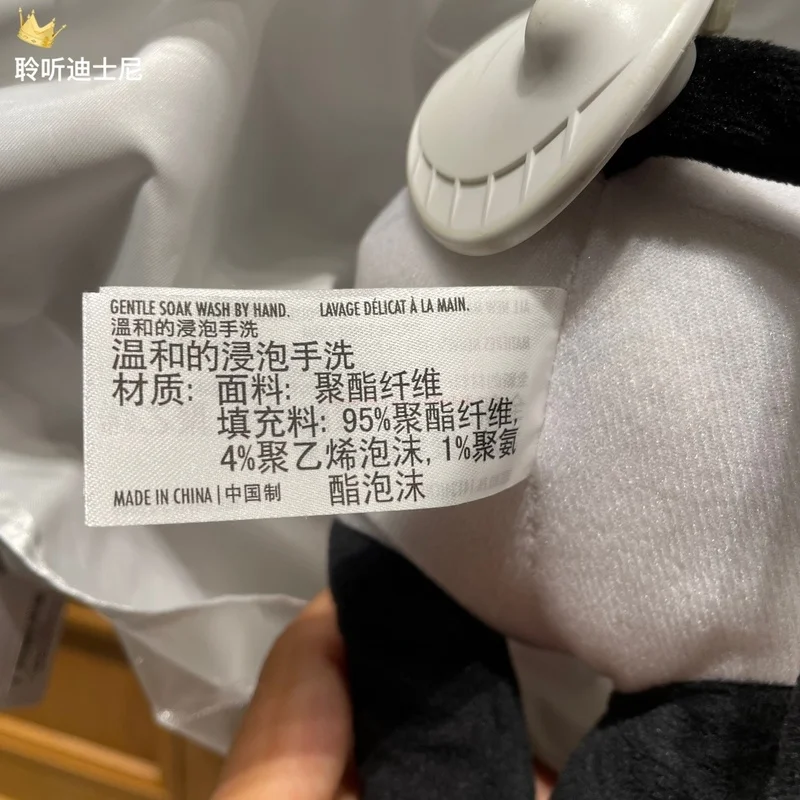 聆听迪士尼
GENTLE SOAK WASH BY HAND. LAVAGE DÉLICAT À LA MAIN.
溫和的浸泡手洗
温和的浸泡手洗
材质: 面料: 聚酯纤维
填充料: 95%聚酯纤维,
4%聚乙烯泡沫, 1%聚氨
酯泡沫
MADE IN CHINA | 中国制